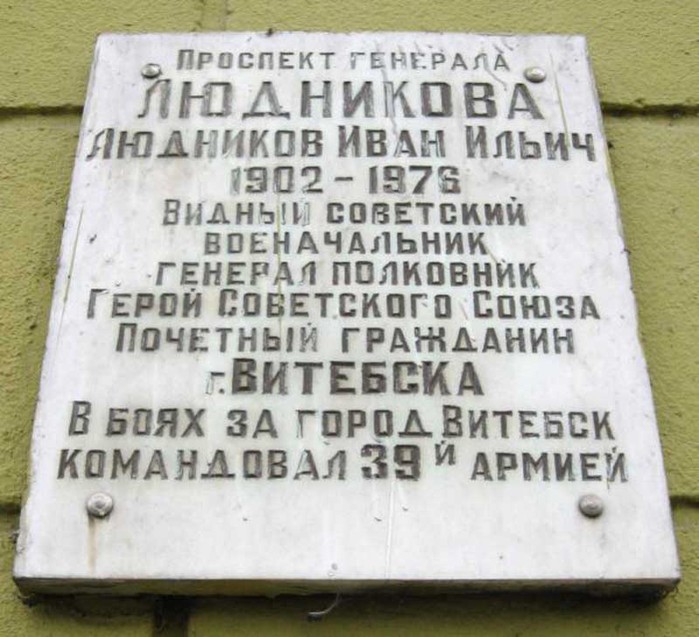 Проспект генерала
Людникова
Людников Иван Ильич
1902 - 1976
Видный советский
военачальник
генерал полковник
Герой Советского Союза
Почетный гражданин
г. Витебска
В боях за город Витебск
командовал 39й армией